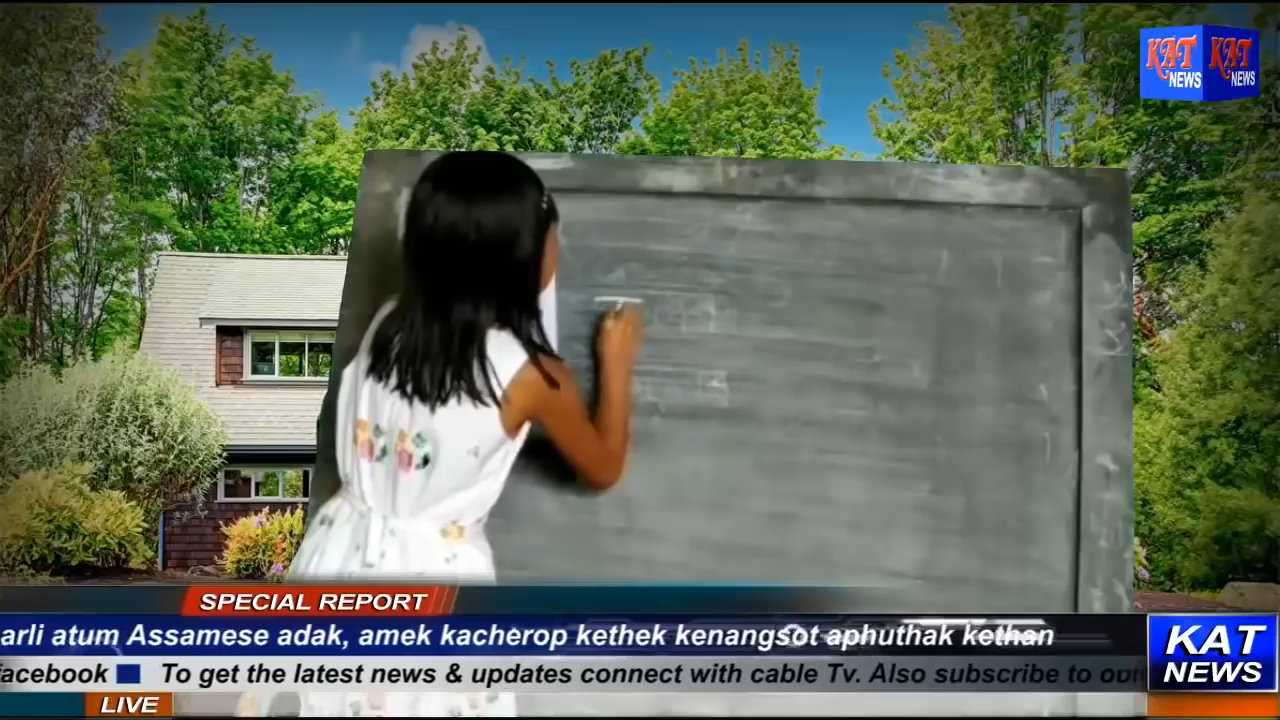 KAT NEWS KAT NEWS
SPECIAL REPORT
arli atum Assamese adak, amek kacherop kethek kenangsot aphuthak kethan
acebook To get the latest news & updates connect with cable Tv. Also subscribe to
KAT NEWS
LIVE